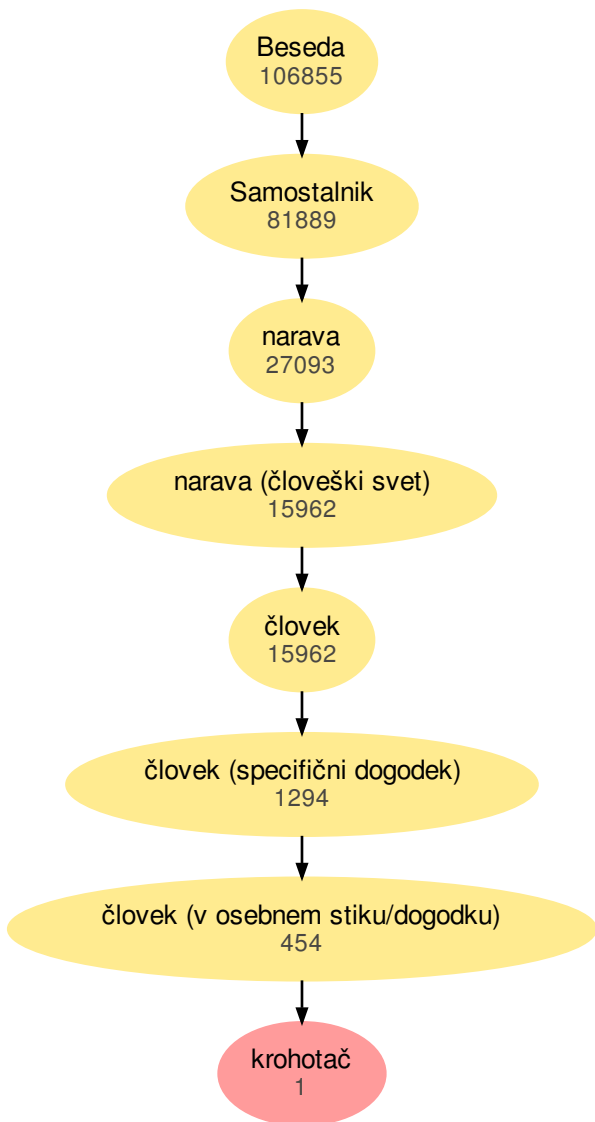 Beseda
106855
Samostalnik
81889
narava
27093
narava (človeški svet)
15962
človek
15962
človek (specifični dogodek)
1294
človek (v osebnem stiku/dogodku)
454
krohotač
1